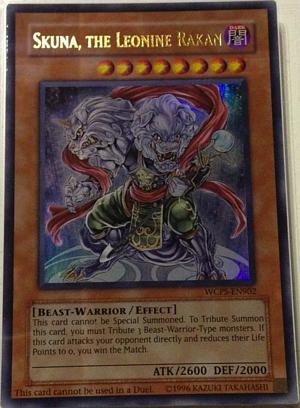 SKUNA, THE LEONINE RAKAN
DARK
闇
WCPS-EN902
[BEAST-WARRIOR / EFFECT]
This card cannot be Special Summoned. To Tribute Summon
this card, you must Tribute 3 Beast-Warrior-Type monsters. If
this card attacks your opponent directly and reduces their Life
Points to 0, you win the Match.
ATK/2600 DEF/2000
This card cannot be used in a Duel.
©1996 KAZUKI TAKAHASHI